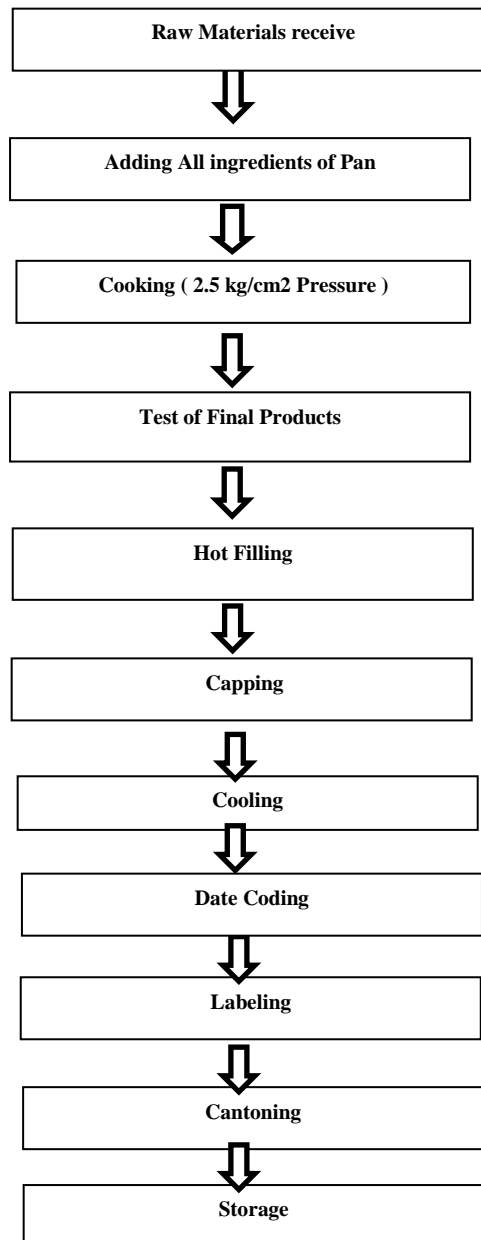 Raw Materials receive
Adding All ingredients of Pan
Cooking ( 2.5 kg/cm2 Pressure )
Test of Final Products
Hot Filling
Capping
Cooling
Date Coding
Labeling
Cantoning
Storage